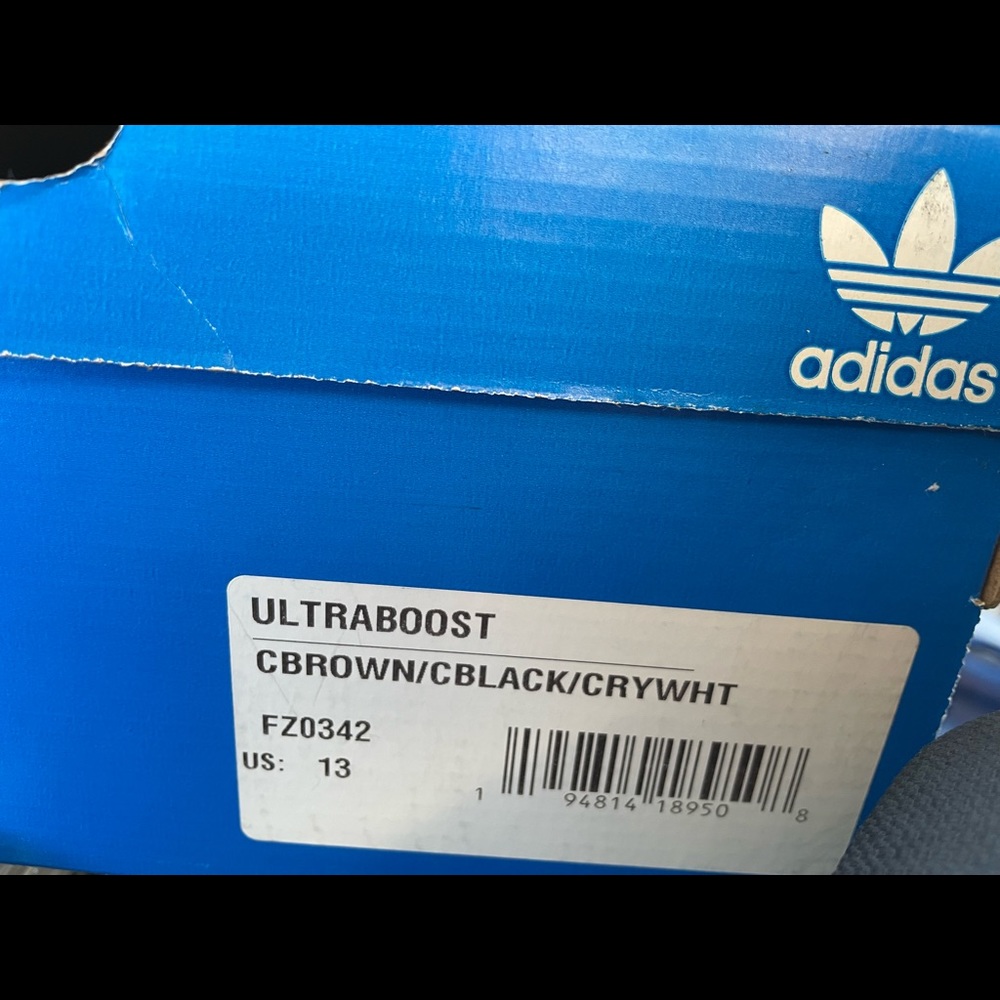 adidas
ULTRABOOST
CBROWN/CBLACK/CRYWHT
FZ0342
US: 13
1 94814 18950 8